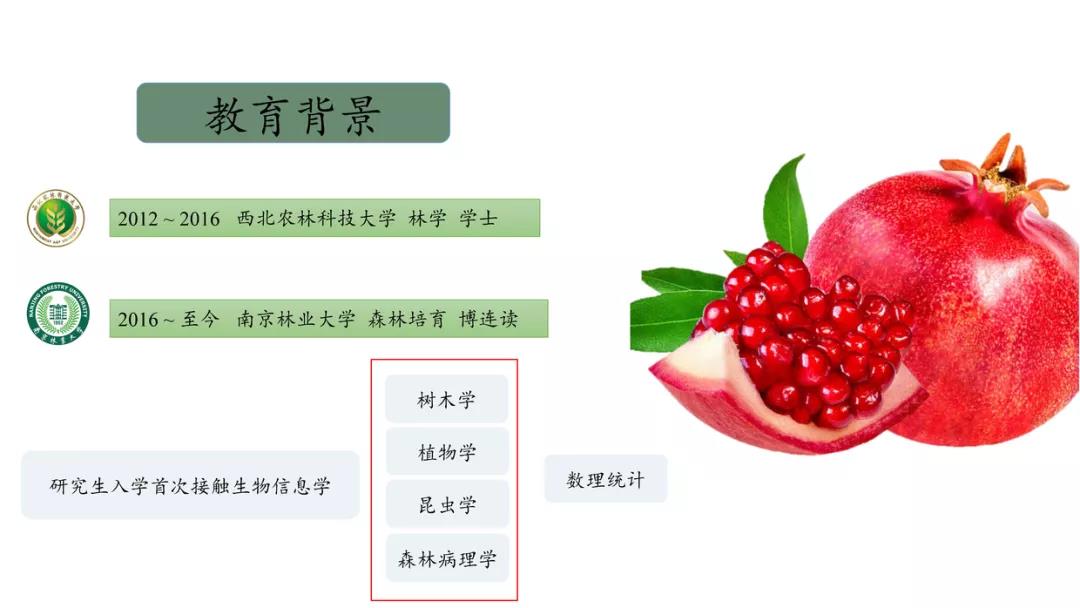 教育背景
2012 ~ 2016 西北农林科技大学 林学 学士
NANJING FORESTRY UNIVERSITY
2016 ~ 至今 南京林业大学 森林培育 博连读
树木学
植物学
研究生入学首次接触生物信息学
数理统计
昆虫学
森林病理学